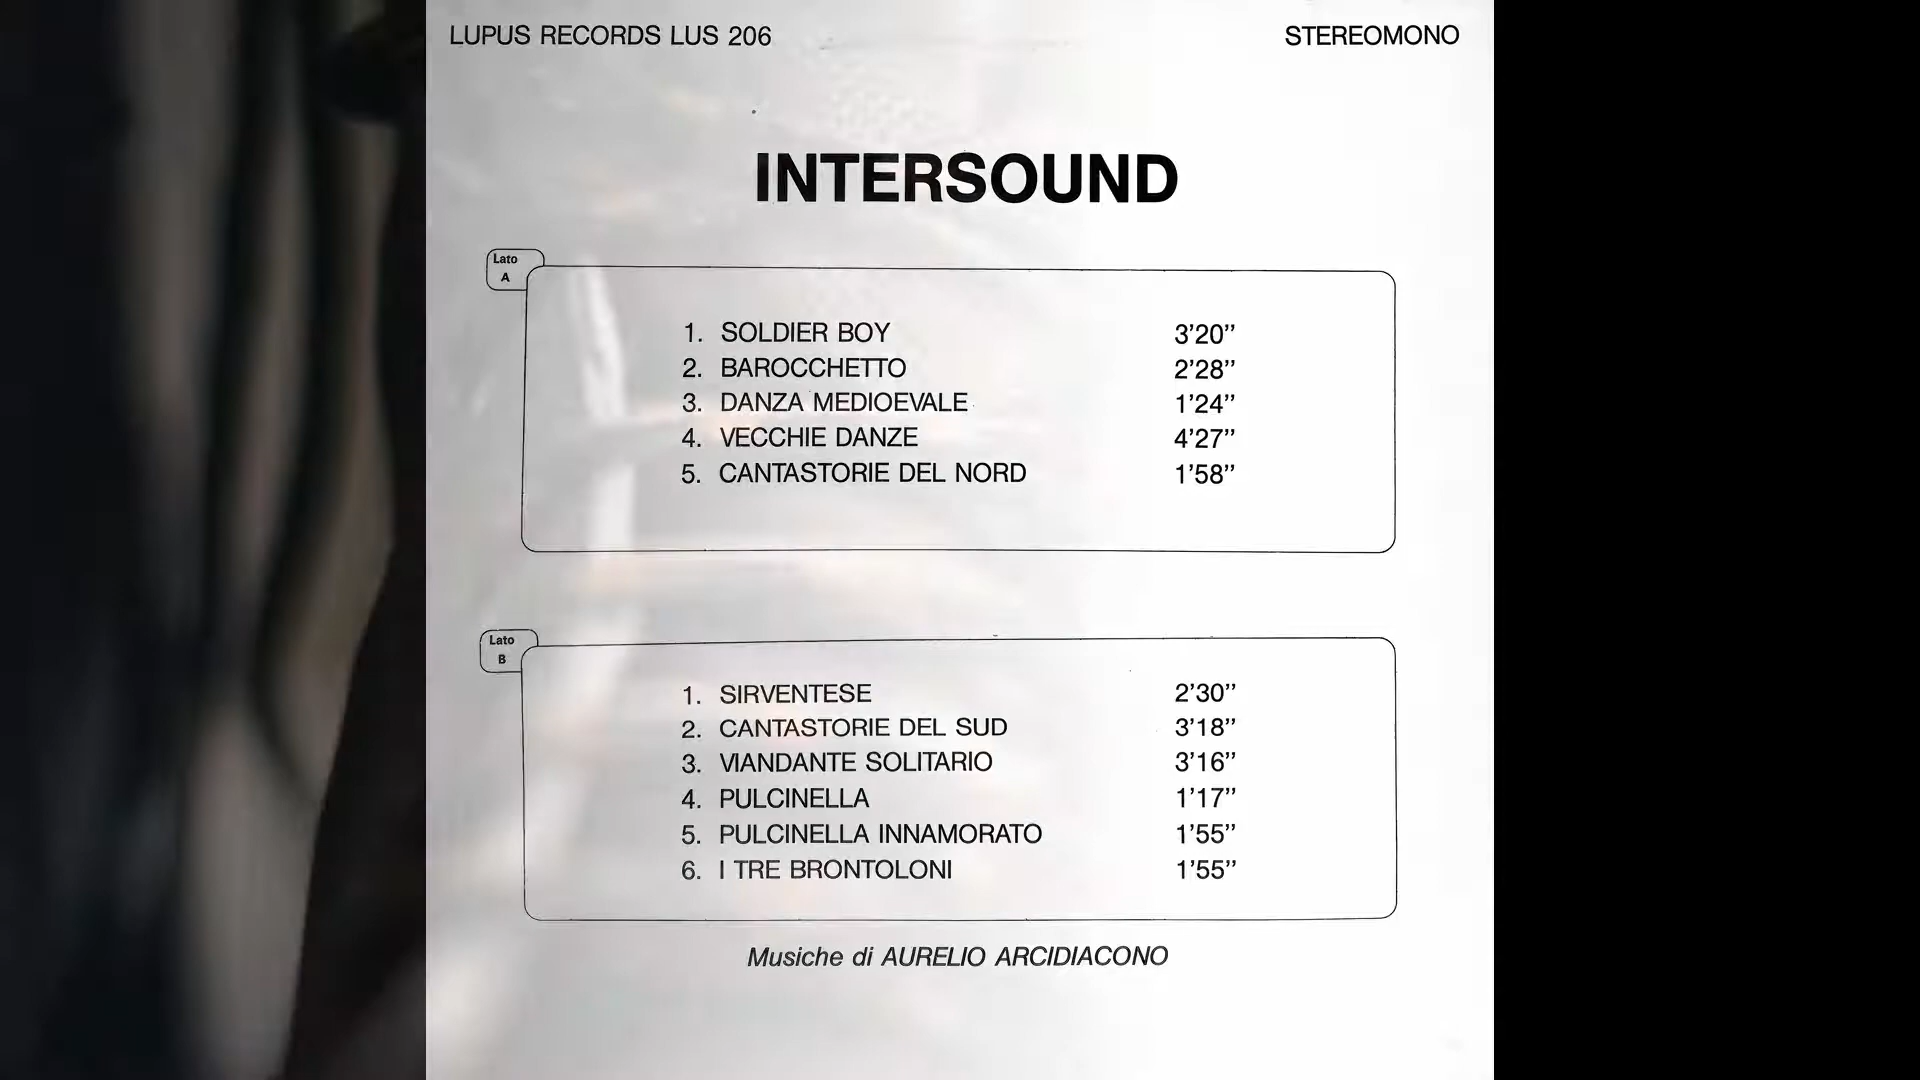 LUPUS RECORDS LUS 206 STEREOMONO
INTERSOUND
Lato
A
1. SOLDIER BOY 3'20''
2. BAROCCHETTO 2'28''
3. DANZA MEDIOEVALE 1'24''
4. VECCHIE DANZE 4'27''
5. CANTASTORIE DEL NORD 1'58''
Lato
B
1. SIRVENTESE 2'30''
2. CANTASTORIE DEL SUD 3'18''
3. VIANDANTE SOLITARIO 3'16''
4. PULCINELLA 1'17''
5. PULCINELLA INNAMORATO 1'55''
6. I TRE BRONTOLONI 1'55''
Musiche di AURELIO ARCIDIACONO